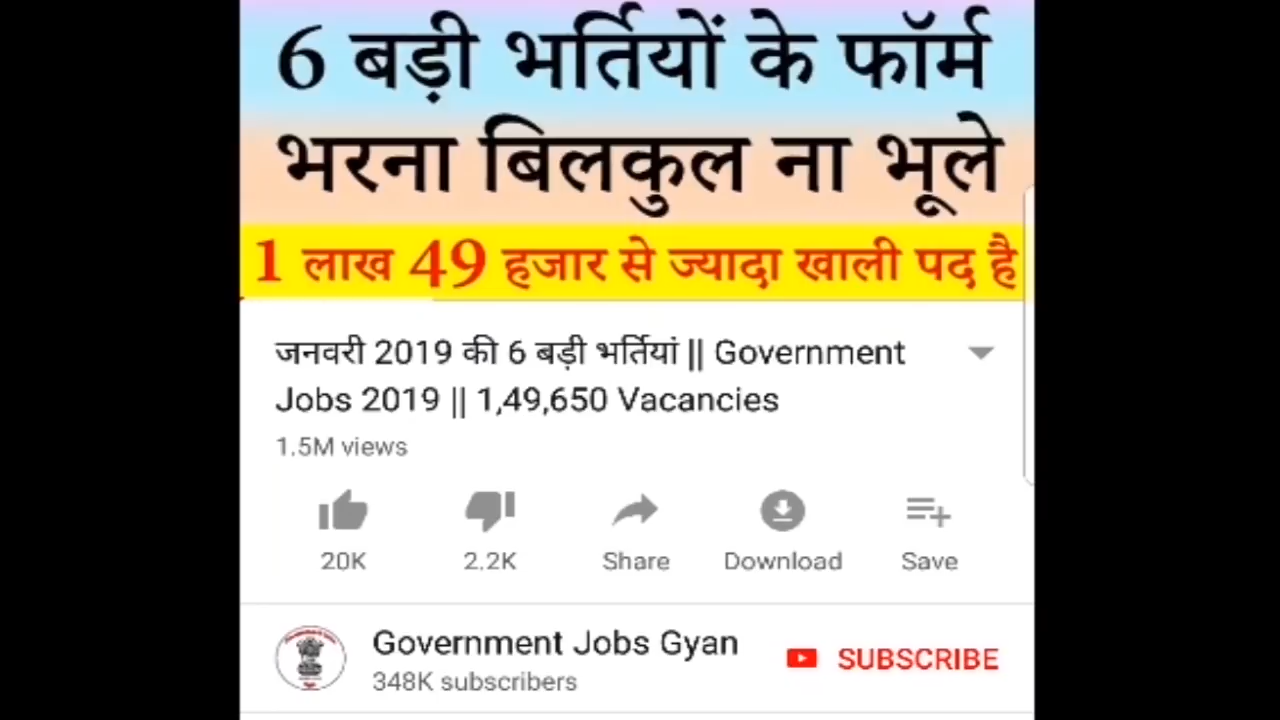 6 बड़ी भर्तियों के फॉर्म
भरना बिलकुल ना भूले
1 लाख 49 हजार से ज्यादा खाली पद है
जनवरी 2019 की 6 बड़ी भर्तियां || Government
Jobs 2019 || 1,49,650 Vacancies
1.5M views
20K 2.2K Share Download Save
Government Jobs Gyan
348K subscribers
SUBSCRIBE